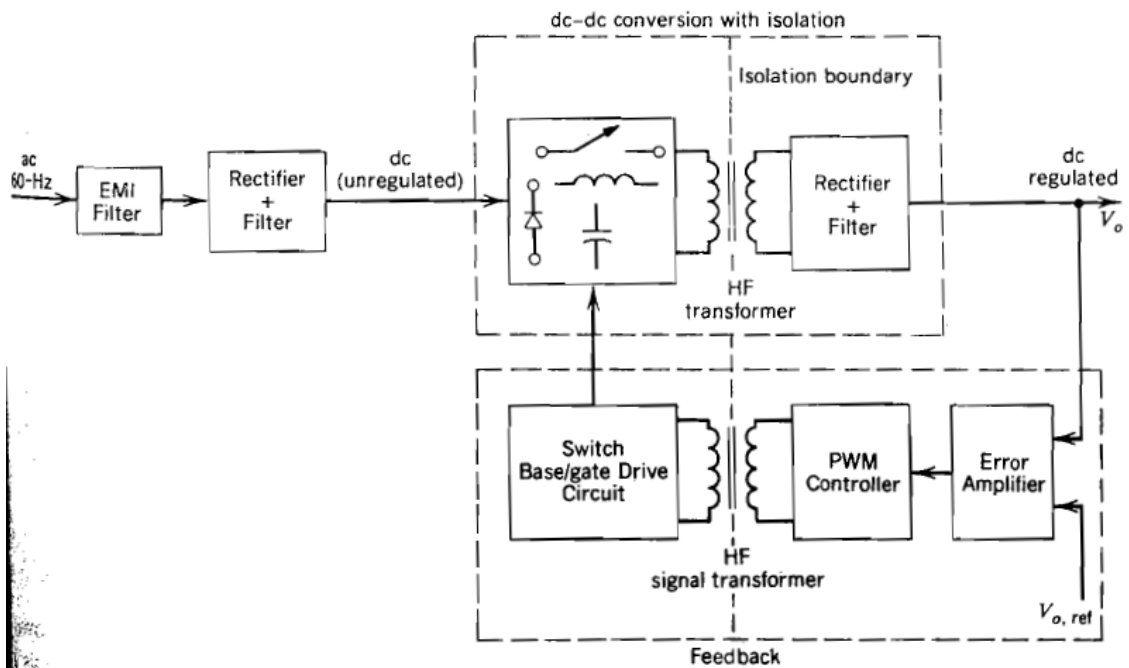 dc–dc conversion with isolation
Isolation boundary
ac
60-Hz
EMI
Filter
Rectifier
+
Filter
dc
(unregulated)
HF
transformer
Rectifier
+
Filter
dc
regulated
V_o
Switch
Base/gate Drive
Circuit
HF
signal transformer
PWM
Controller
Error
Amplifier
V_o, ref
Feedback